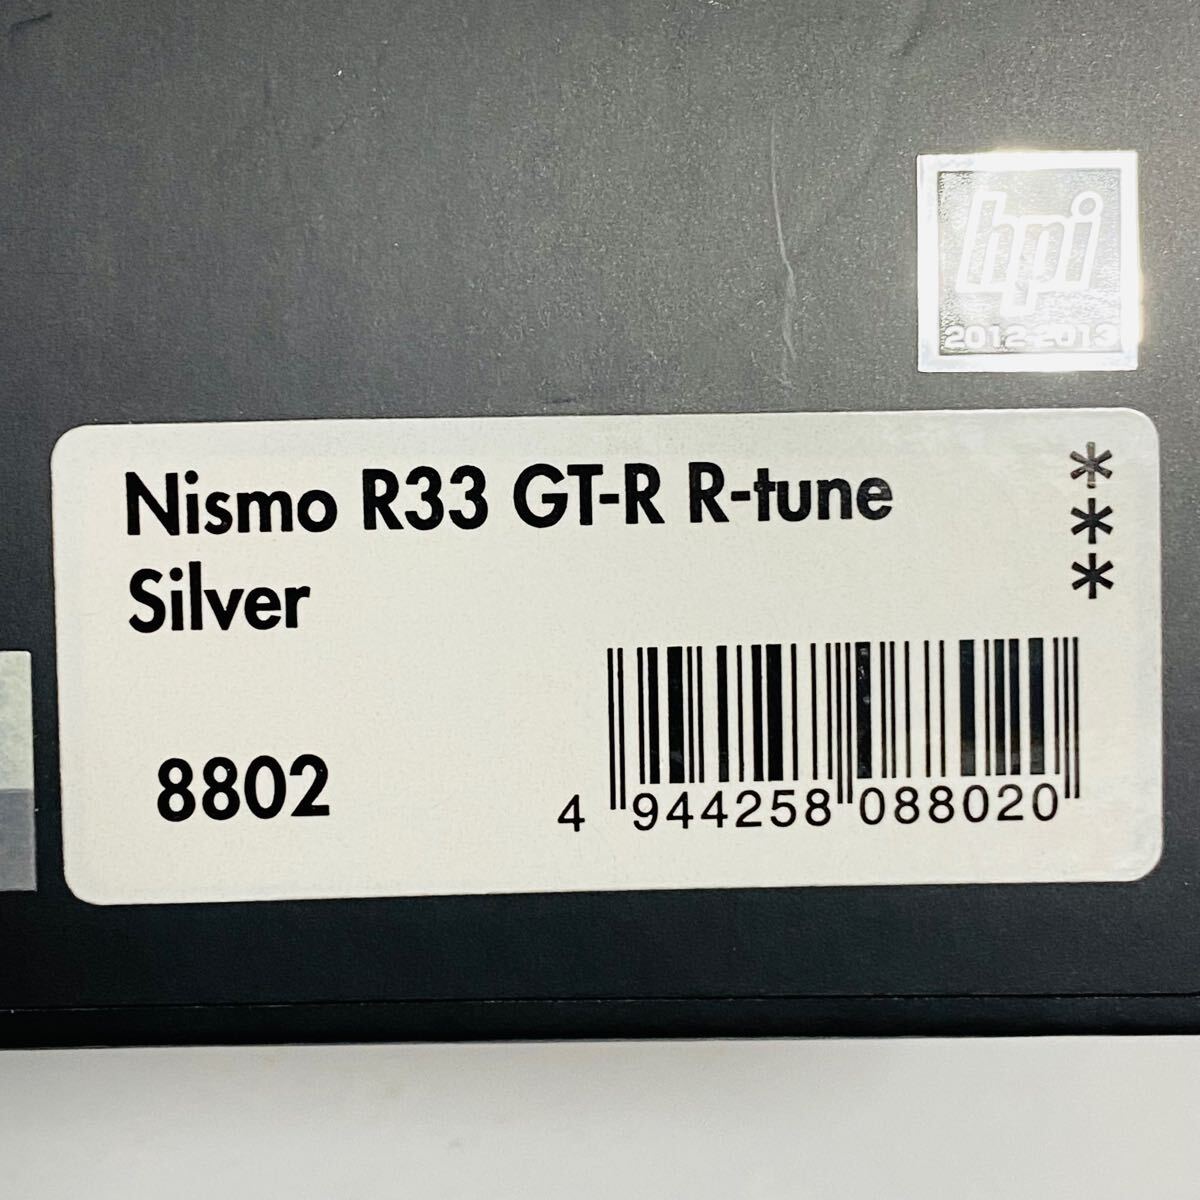 hpi
2012-2013
Nismo R33 GT-R R-tune
Silver
***
8802
4 944258 088020